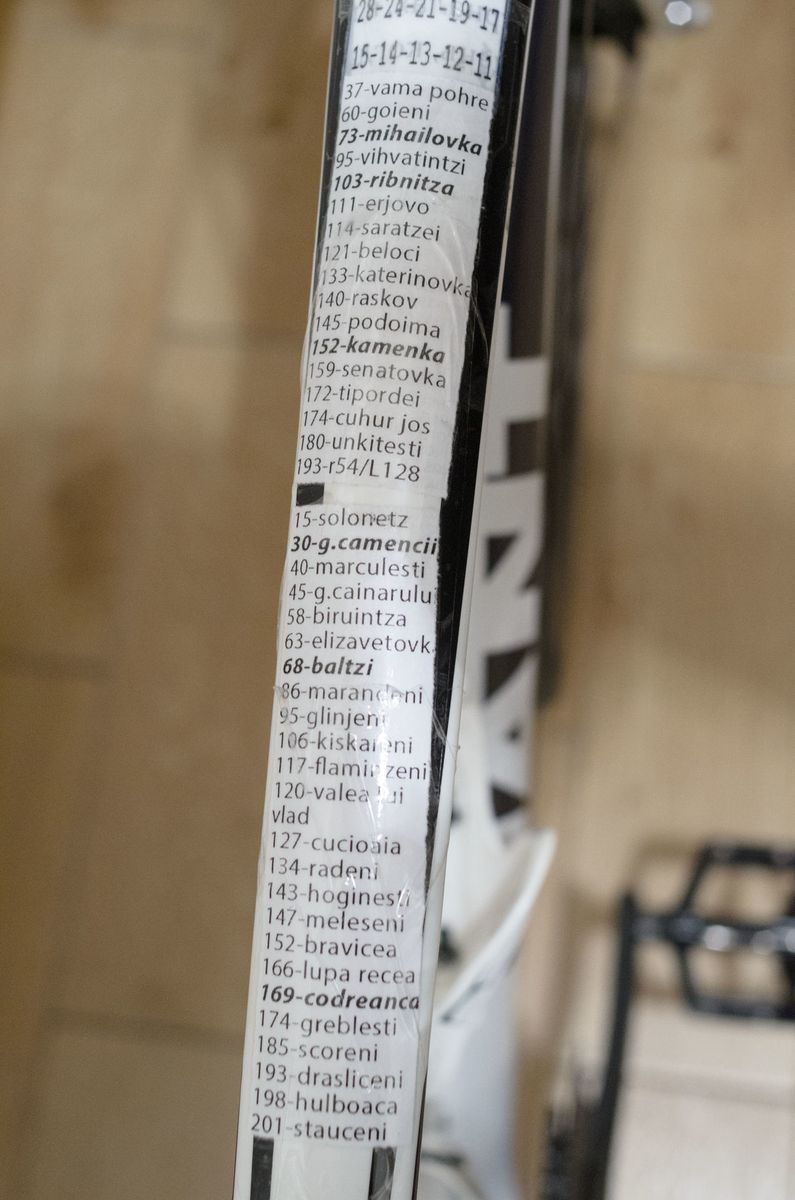 28-24-21-19-17
15-14-13-12-11
37-vama pohre
60-goieni
73-mihailovka
95-vihvatintzi
103-ribnitza
111-erjovo
114-saratzei
121-beloci
133-katerinovka
140-raskov
145-podoima
152-kamenka
159-senatovka
172-tipordei
174-cuhur jos
180-unkitesti
193-r54/L128
15-solonetz
30-g.camencii
40-marculesti
45-g.cainarului
58-biruintza
63-elizavetovk
68-baltzi
86-marandeni
95-glinjeni
106-kiskareni
117-flaminzeni
120-valea lui
vlad
127-cucioaia
134-radeni
143-hoginesti
147-meleseni
152-bravicea
166-lupa recea
169-codreanca
174-greblesti
185-scoreni
193-drasliceni
198-hulboaca
201-stauceni